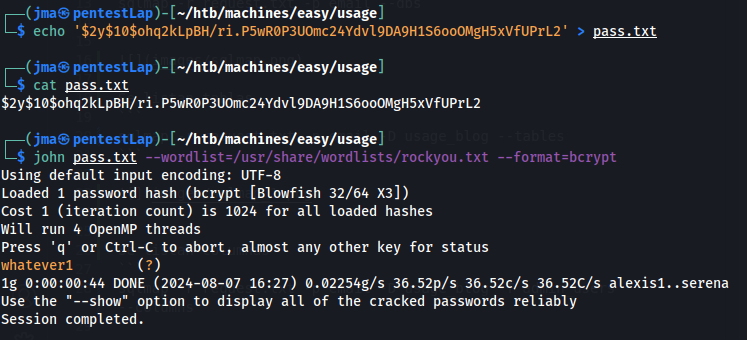 (jma㉿pentestLap)-[~/htb/machines/easy/usage]
$ echo '$2y$10$ohq2kLpBH/ri.P5wR0P3UOmc24Ydvl9DA9H1S6ooOMgH5xVfUPrL2' > pass.txt
(jma㉿pentestLap)-[~/htb/machines/easy/usage]
$ cat pass.txt
$2y$10$ohq2kLpBH/ri.P5wR0P3UOmc24Ydvl9DA9H1S6ooOMgH5xVfUPrL2
(jma㉿pentestLap)-[~/htb/machines/easy/usage]
$ john pass.txt --wordlist=/usr/share/wordlists/rockyou.txt --format=bcrypt
Using default input encoding: UTF-8
Loaded 1 password hash (bcrypt [Blowfish 32/64 X3])
Cost 1 (iteration count) is 1024 for all loaded hashes
Will run 4 OpenMP threads
Press 'q' or Ctrl-C to abort, almost any other key for status
whatever1 (?)
1g 0:00:00:44 DONE (2024-08-07 16:27) 0.02254g/s 36.52p/s 36.52c/s 36.52C/s alexis1..serena
Use the "--show" option to display all of the cracked passwords reliably
Session completed.